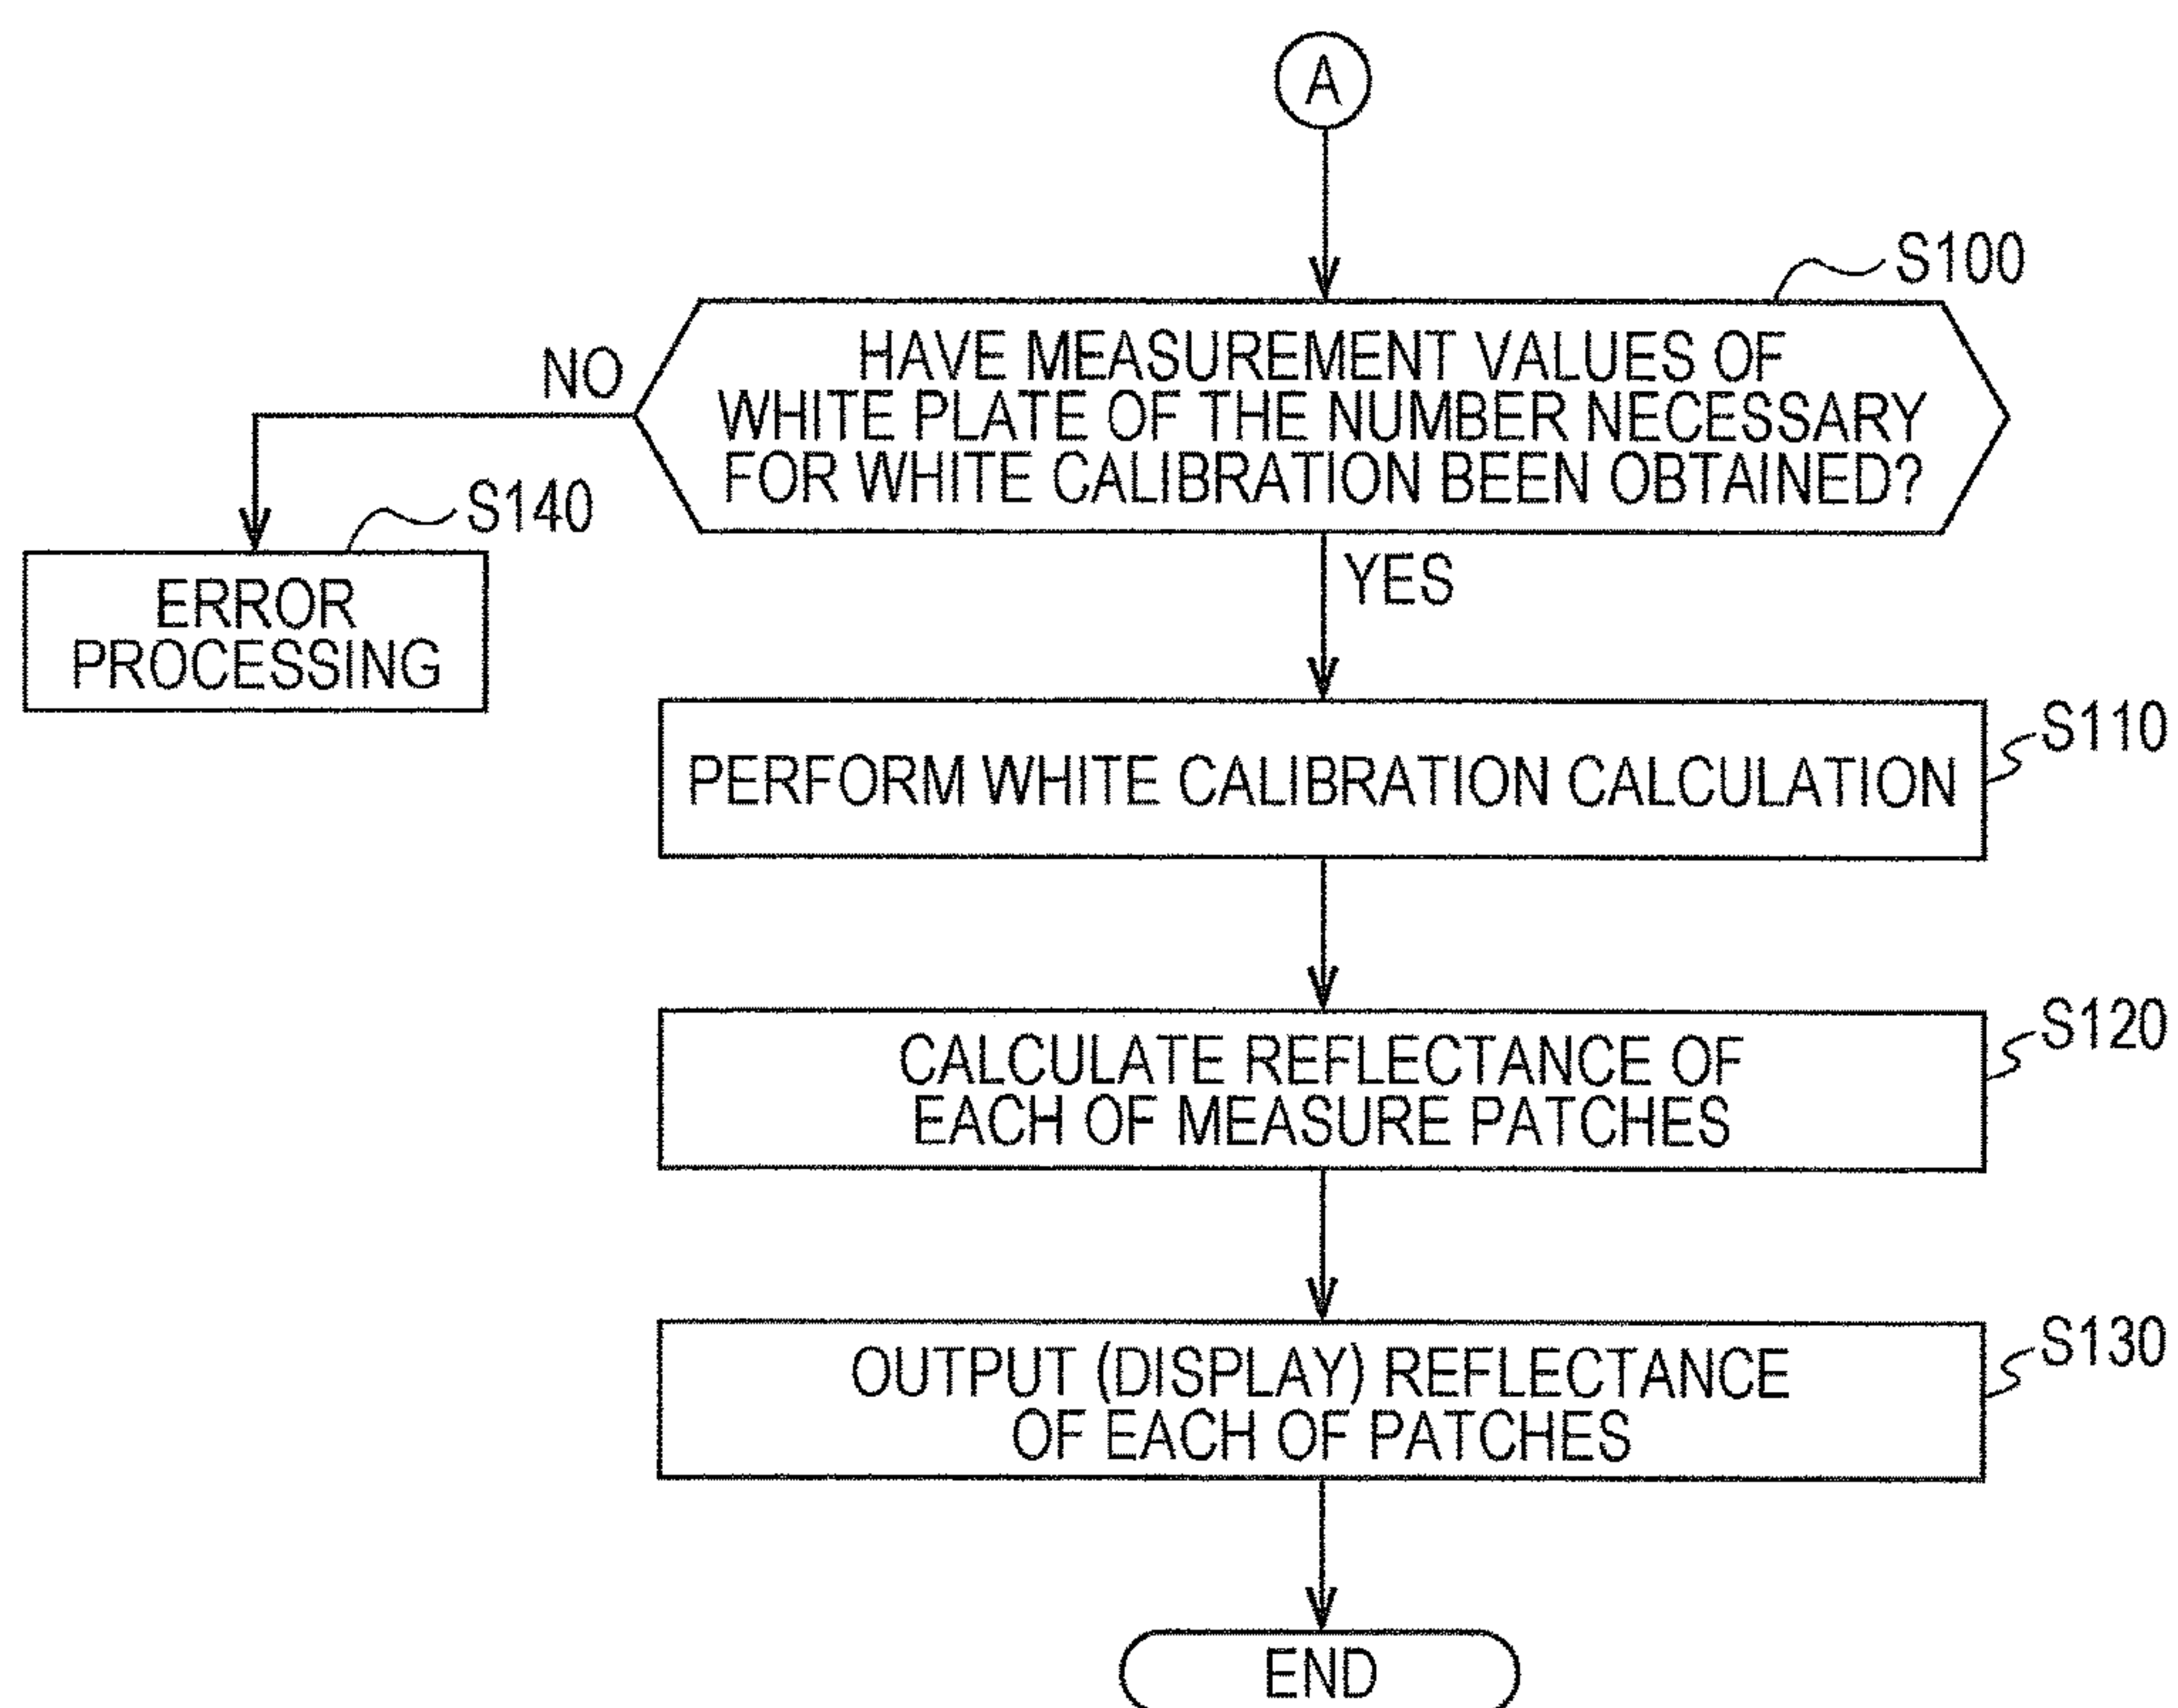 A
S100
HAVE MEASUREMENT VALUES OF
WHITE PLATE OF THE NUMBER NECESSARY
FOR WHITE CALIBRATION BEEN OBTAINED?
NO
S140
ERROR
PROCESSING
YES
S110
PERFORM WHITE CALIBRATION CALCULATION
S120
CALCULATE REFLECTANCE OF
EACH OF MEASURE PATCHES
S130
OUTPUT (DISPLAY) REFLECTANCE
OF EACH OF PATCHES
END